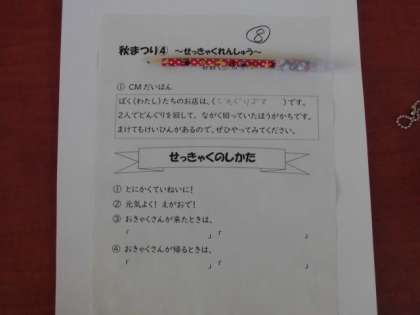 ⑧
秋まつり④ ～せっきゃくれんしゅう～
① CMだいほん
ぼく(わたし)たちのお店は、(どんぐりゴマ)です。
2人でどんぐりを回して、ながく回っていたほうがかちです。
まけてもけいひんがあるので、ぜひやってみてください。
せっきゃくのしかた
① とにかくていねいに!
② 元気よく! えがおで!
③ おきゃくさんが来たときは、
「 」「 」
④ おきゃくさんが帰るときは、
「 」「 」